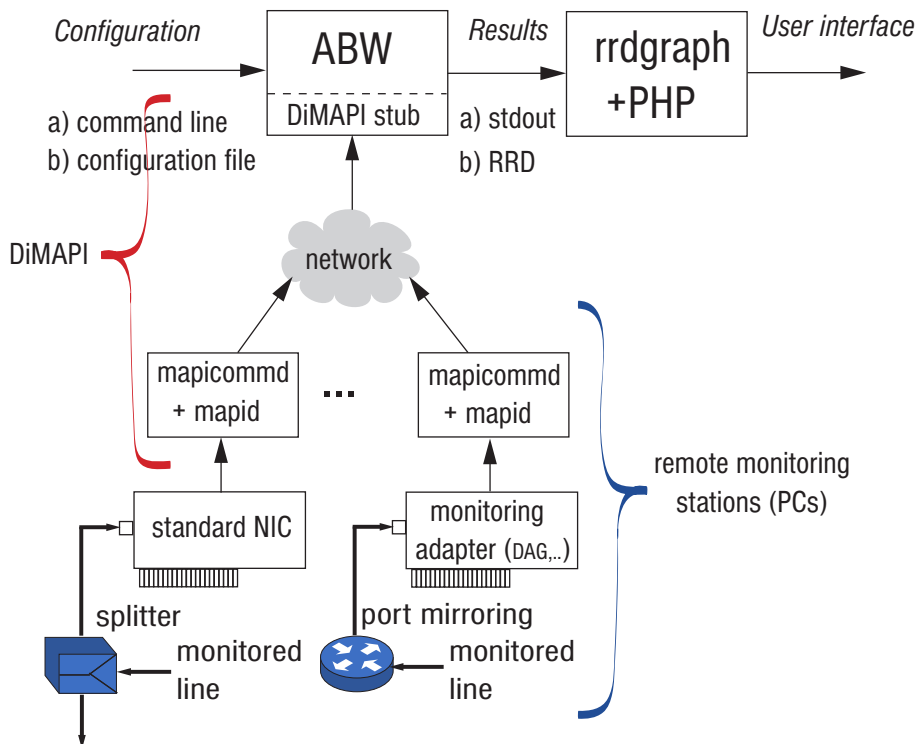 Configuration
ABW
Results
rrdgraph
+PHP
User interface
DiMAPI stub
a) command line
b) configuration file
a) stdout
b) RRD
DiMAPI
network
mapicommd
+ mapid
...
mapicommd
+ mapid
remote monitoring
stations (PCs)
standard NIC
monitoring
adapter (DAG,..)
splitter
port mirroring
monitored
line
monitored
line